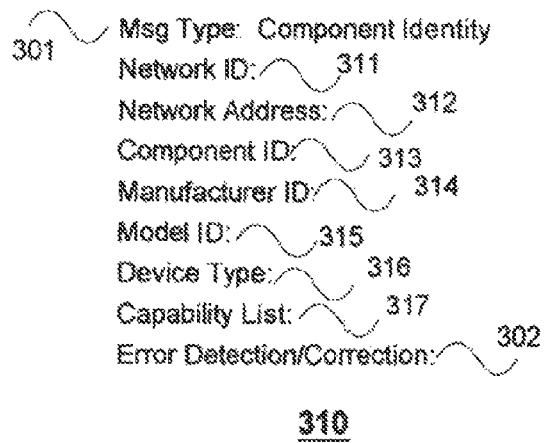 301 Msg Type: Component Identity
Network ID: 311
Network Address: 312
Component ID: 313
Manufacturer ID: 314
Model ID: 315
Device Type: 316
Capability List: 317
Error Detection/Correction: 302
310